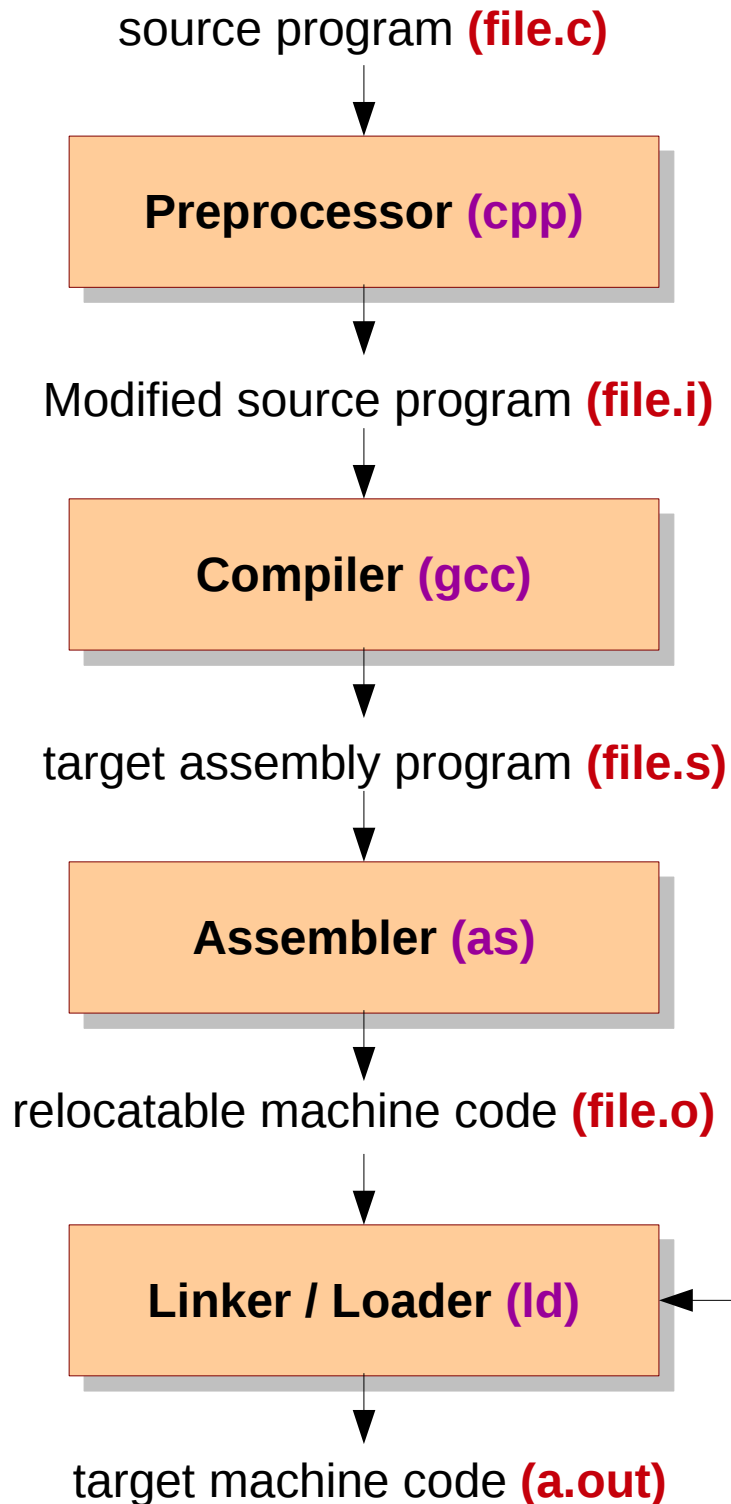 source program (file.c)
Preprocessor (cpp)
Modified source program (file.i)
Compiler (gcc)
target assembly program (file.s)
Assembler (as)
relocatable machine code (file.o)
Linker / Loader (ld)
target machine code (a.out)